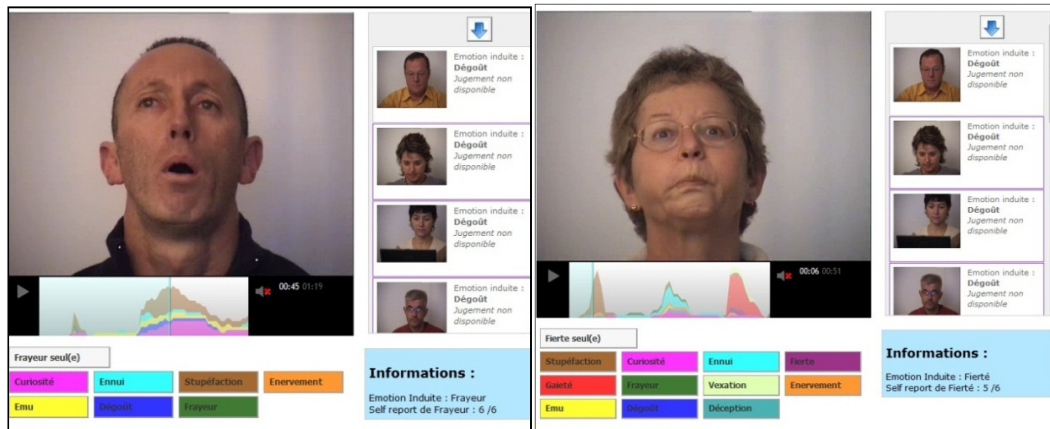 Emotion induite :
Dégoût
Jugement non
disponible
Emotion induite :
Dégoût
Jugement non
disponible
Emotion induite :
Dégoût
Jugement non
disponible
Emotion induite :
Dégoût
Jugement non
disponible
00:45 01:19
Frayeur seul(e)
Curiosité Ennui Stupéfaction Enervement
Emu Dégoût Frayeur
Informations :
Emotion Induite : Frayeur
Self report de Frayeur : 6 /6
Emotion induite :
Dégoût
Jugement non
disponible
Emotion induite :
Dégoût
Jugement non
disponible
Emotion induite :
Dégoût
Jugement non
disponible
Emotion induite :
Dégoût
Jugement non
disponible
00:06 00:51
Fierte seul(e)
Stupéfaction Curiosité Ennui Fierte
Gaieté Frayeur Vexation Enervement
Emu Dégoût Déception
Informations :
Emotion Induite : Fierté
Self report de Fierté : 5 /6